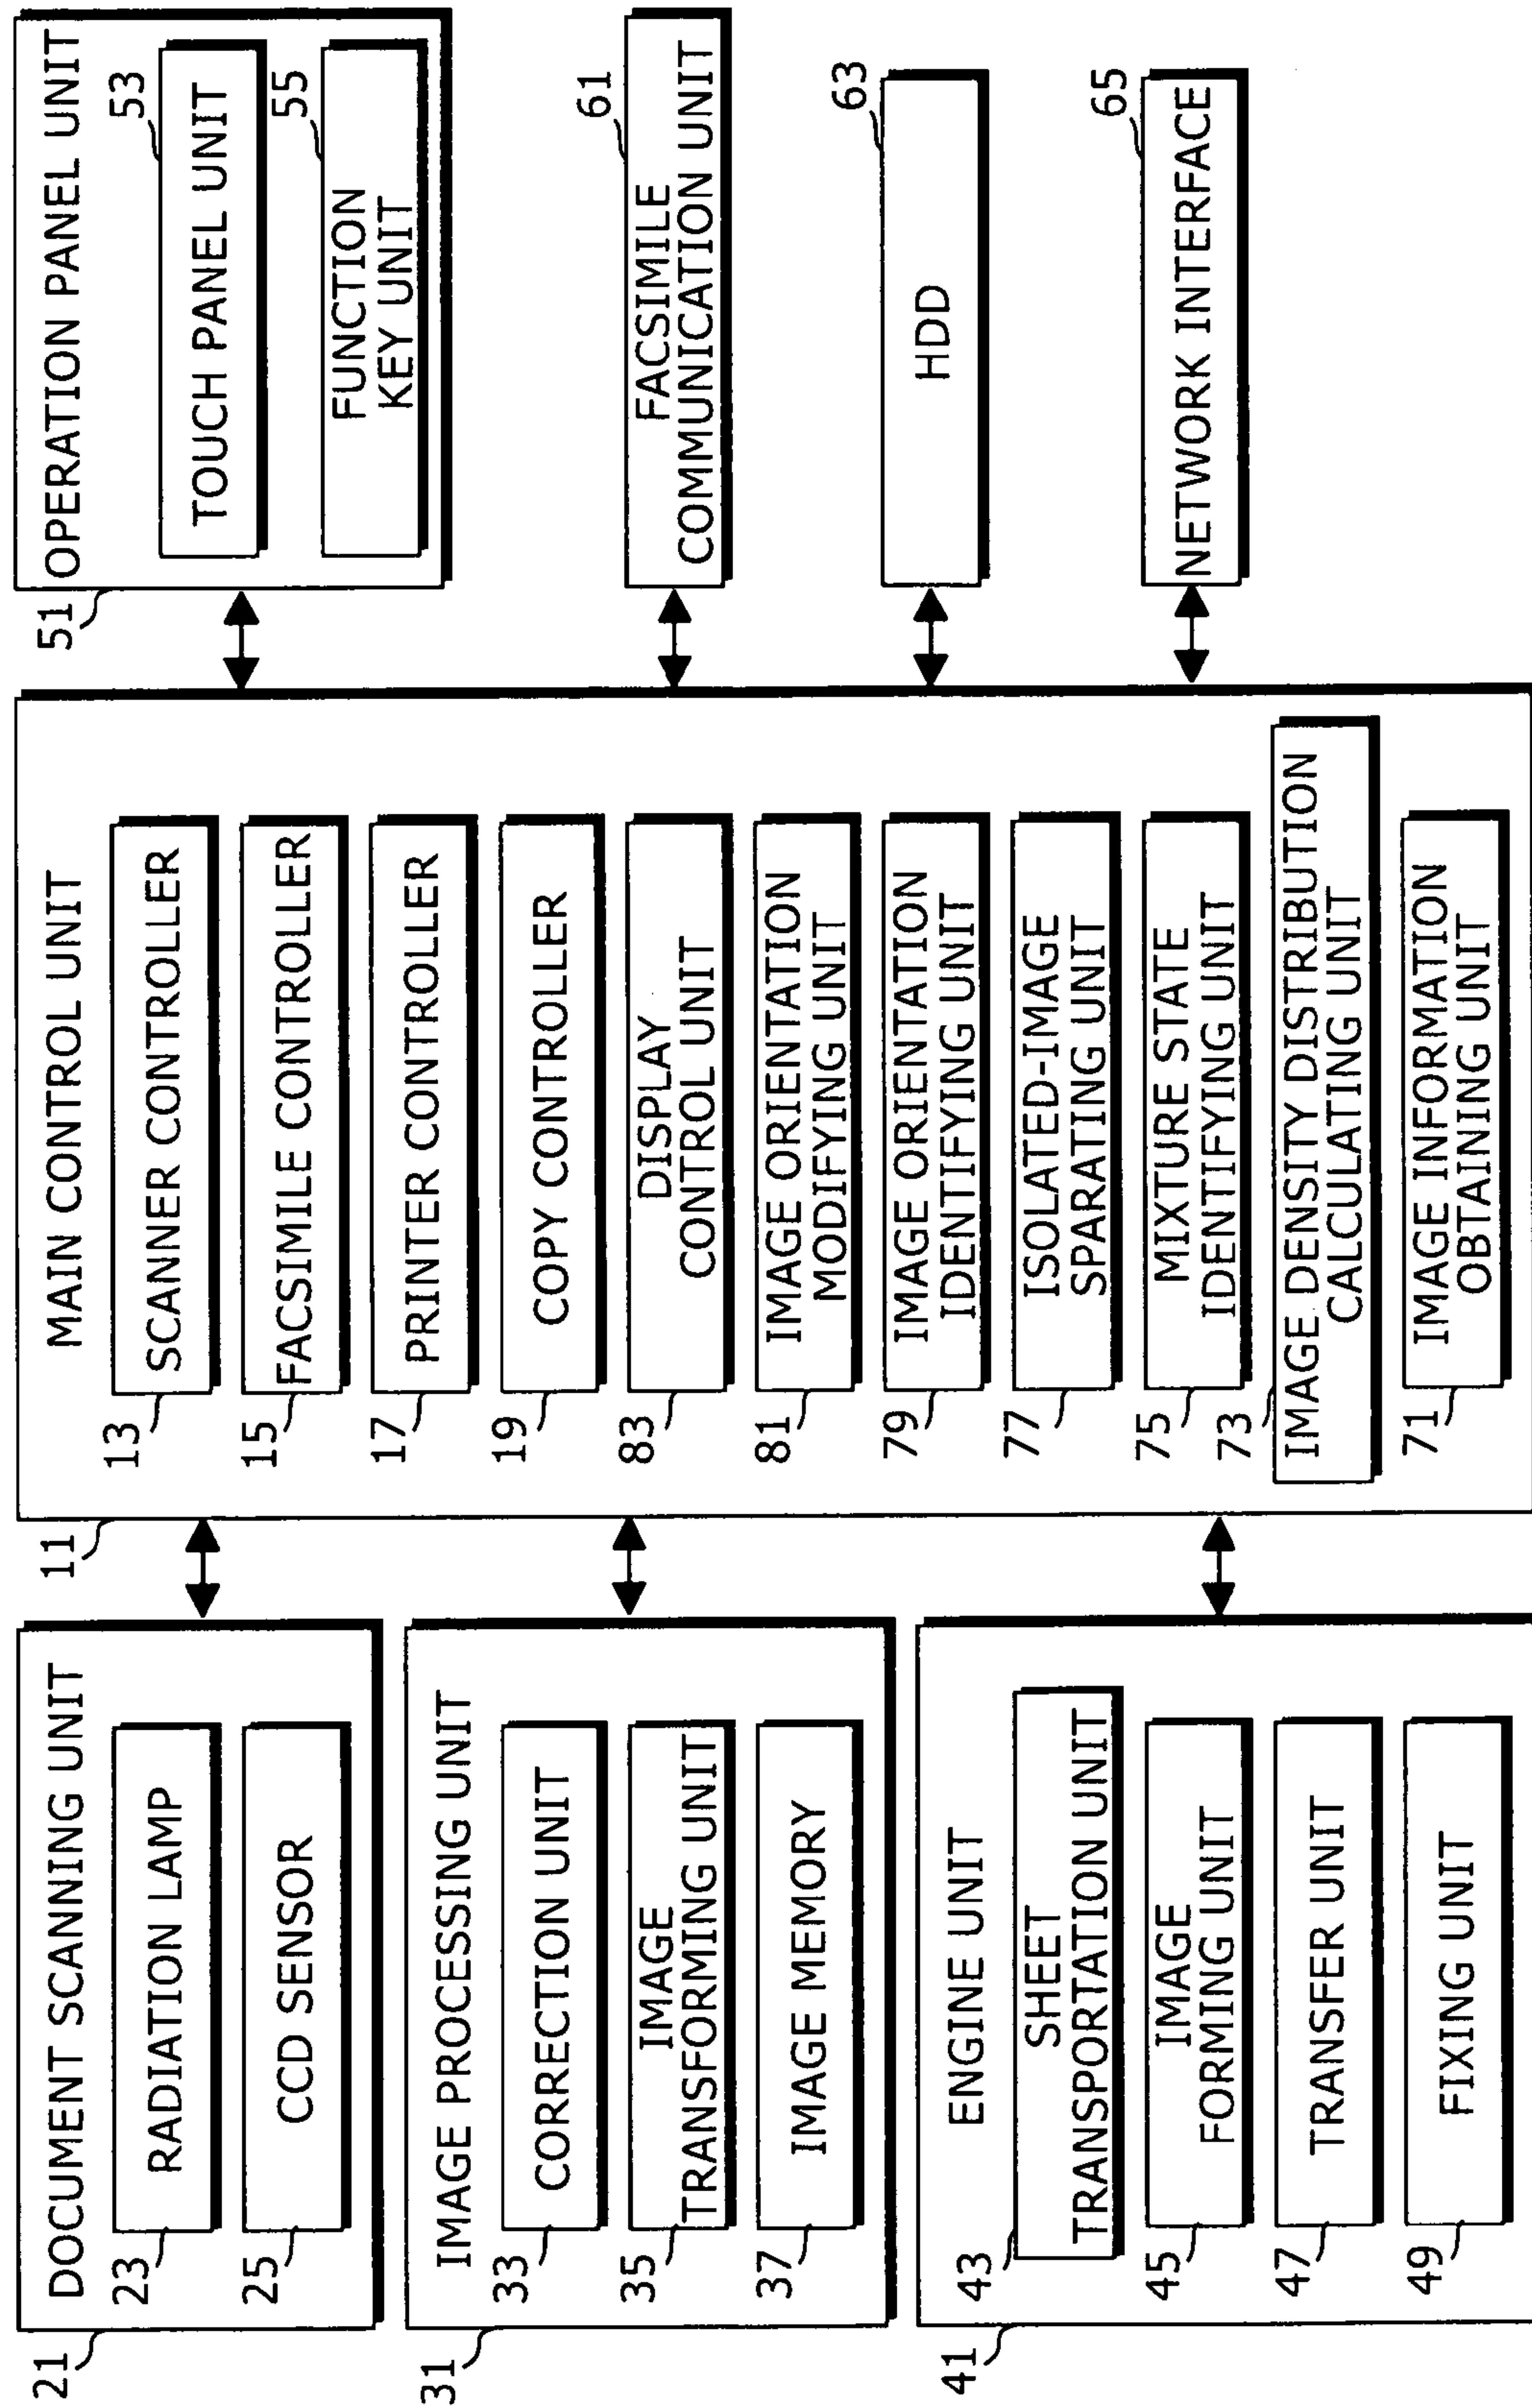 21
DOCUMENT SCANNING UNIT
23
RADIATION LAMP
25
CCD SENSOR
31
IMAGE PROCESSING UNIT
33
CORRECTION UNIT
35
IMAGE
TRANSFORMING UNIT
37
IMAGE MEMORY
41
ENGINE UNIT
43
SHEET
TRANSPORTATION UNIT
45
IMAGE
FORMING UNIT
47
TRANSFER UNIT
49
FIXING UNIT
11
MAIN CONTROL UNIT
13
SCANNER CONTROLLER
15
FACSIMILE CONTROLLER
17
PRINTER CONTROLLER
19
COPY CONTROLLER
83
DISPLAY
CONTROL UNIT
81
IMAGE ORIENTATION
MODIFYING UNIT
79
IMAGE ORIENTATION
IDENTIFYING UNIT
77
ISOLATED-IMAGE
SPARATING UNIT
75
MIXTURE STATE
IDENTIFYING UNIT
73
IMAGE DENSITY DISTRIBUTION
CALCULATING UNIT
71
IMAGE INFORMATION
OBTAINING UNIT
51
OPERATION PANEL UNIT
53
TOUCH PANEL UNIT
55
FUNCTION
KEY UNIT
61
FACSIMILE
COMMUNICATION UNIT
63
HDD
65
NETWORK INTERFACE